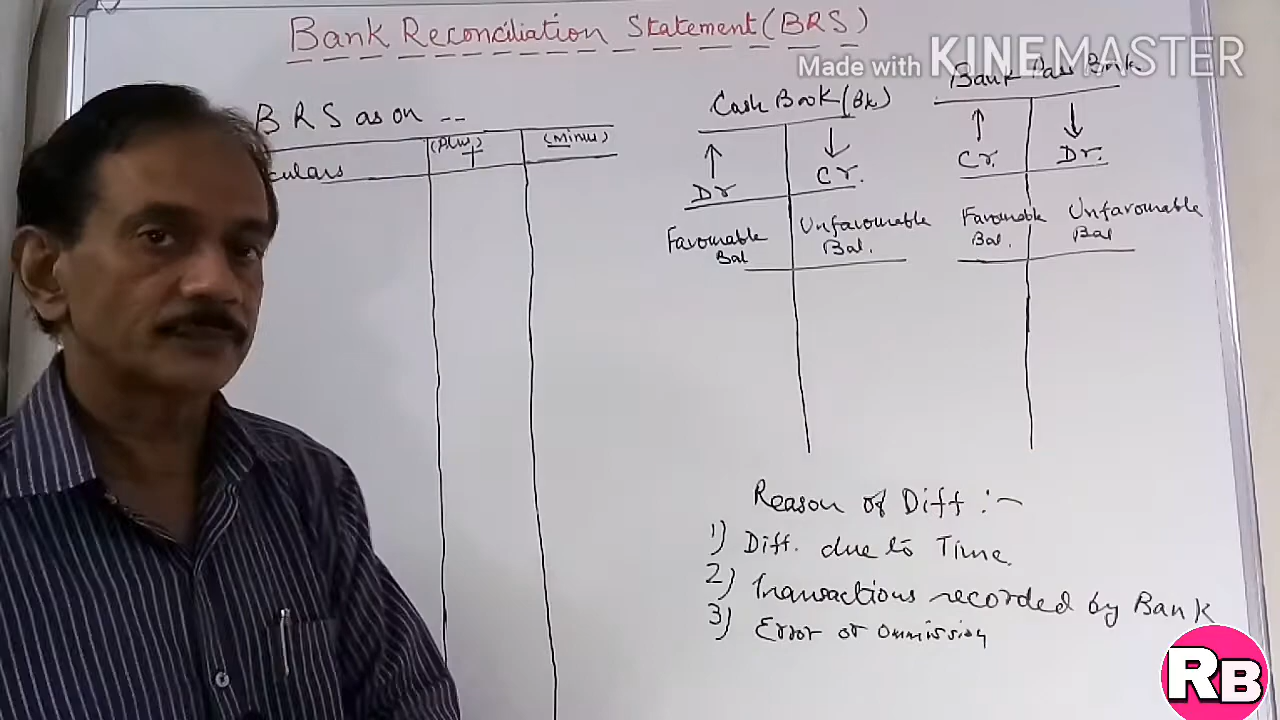 Bank Reconciliation Statement (BRS)
Made with KINEMASTER
BRS as on --
culars
(Plus) (Minus)
+
Cash Book (Bk)
Dr Cr.
Favourable Bal
Unfavourable Bal.
Bank Pass Book
Cr. Dr.
Favourable Bal.
Unfavourable Bal
Reason of Diff :-
1) Diff. due to Time.
2) Transactions recorded by Bank
3) Error or Ommission
RB